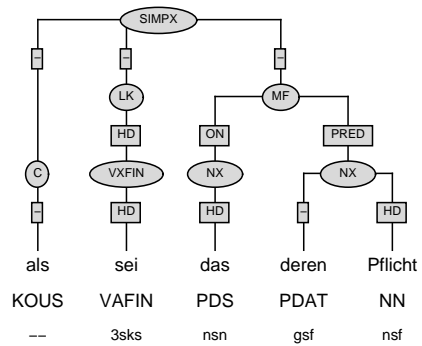 SIMPX
– – –
LK MF
HD ON PRED
C VXFIN NX NX
– HD HD – HD
als sei das deren Pflicht
KOUS VAFIN PDS PDAT NN
–– 3sks nsn gsf nsf